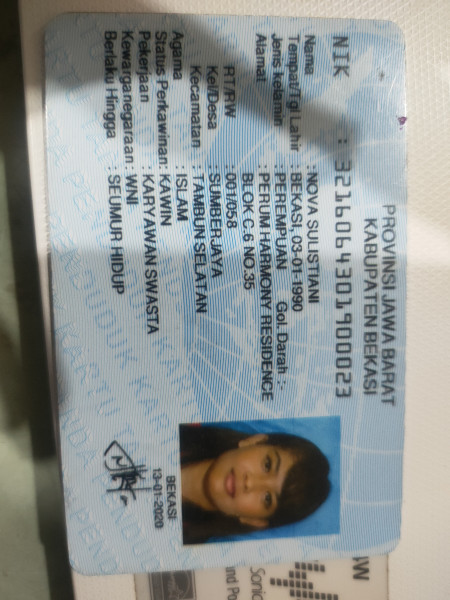 PROVINSI JAWA BARAT
KABUPATEN BEKASI
NIK : 3216064301900023
Nama : NOVA SULISTIANI
Tempat/Tgl Lahir : BEKASI, 03-01-1990
Jenis kelamin : PEREMPUAN Gol. Darah : -
Alamat : PERUM HARMONY RESIDENCE
BLOK C.6 NO.35
RT/RW : 001/058
Kel/Desa : SUMBERJAYA
Kecamatan : TAMBUN SELATAN
Agama : ISLAM
Status Perkawinan: KAWIN
Pekerjaan : KARYAWAN SWASTA
Kewarganegaraan: WNI
Berlaku Hingga : SEUMUR HIDUP
BEKASI
13-01-2020